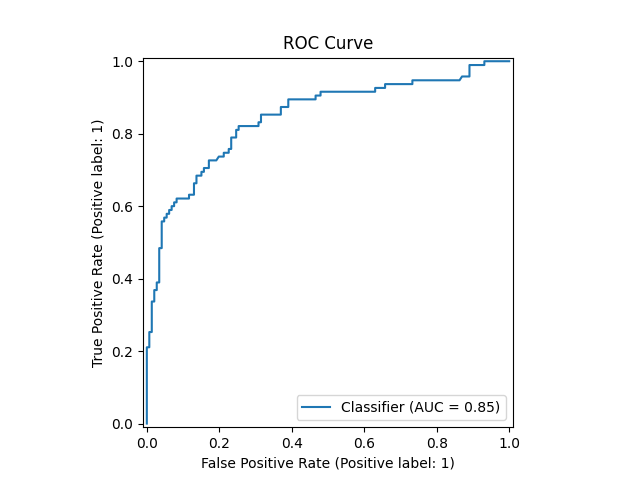 ROC Curve
True Positive Rate (Positive label: 1)
1.0
0.8
0.6
0.4
0.2
0.0
Classifier (AUC = 0.85)
0.0 0.2 0.4 0.6 0.8 1.0
False Positive Rate (Positive label: 1)